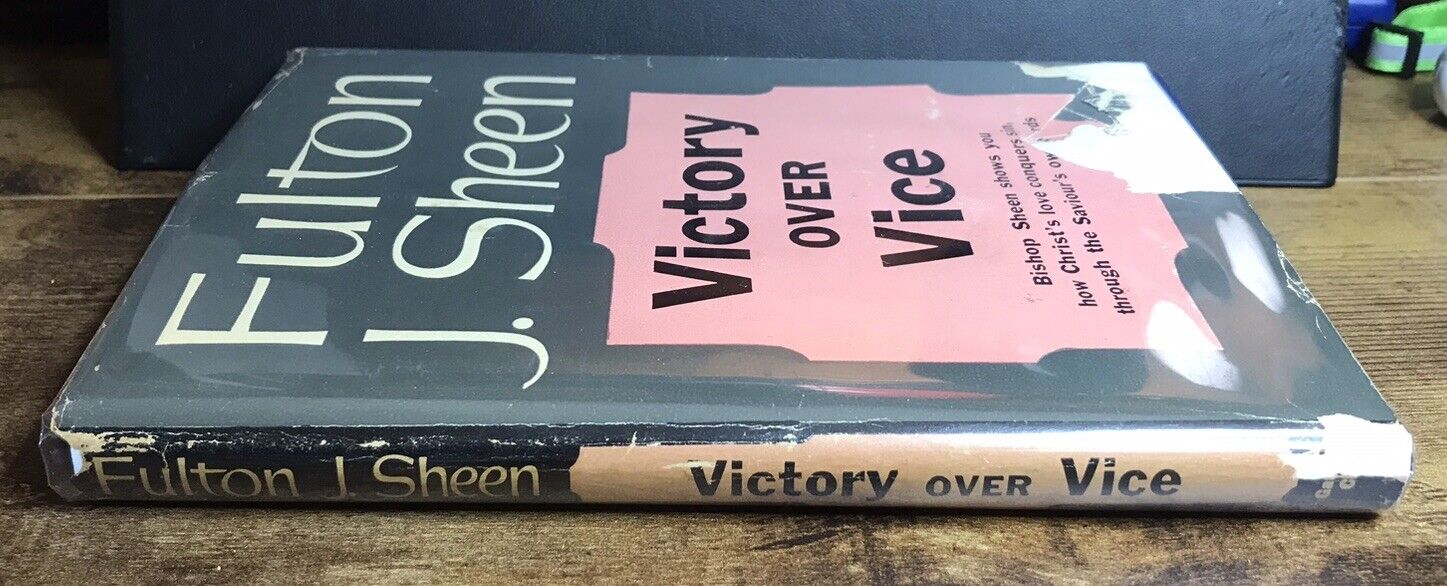 Fulton
J. Sheen
Victory
OVER
Vice
Bishop Sheen shows you
how Christ's love conquers
through the Saviour's
Fulton J. Sheen Victory OVER Vice